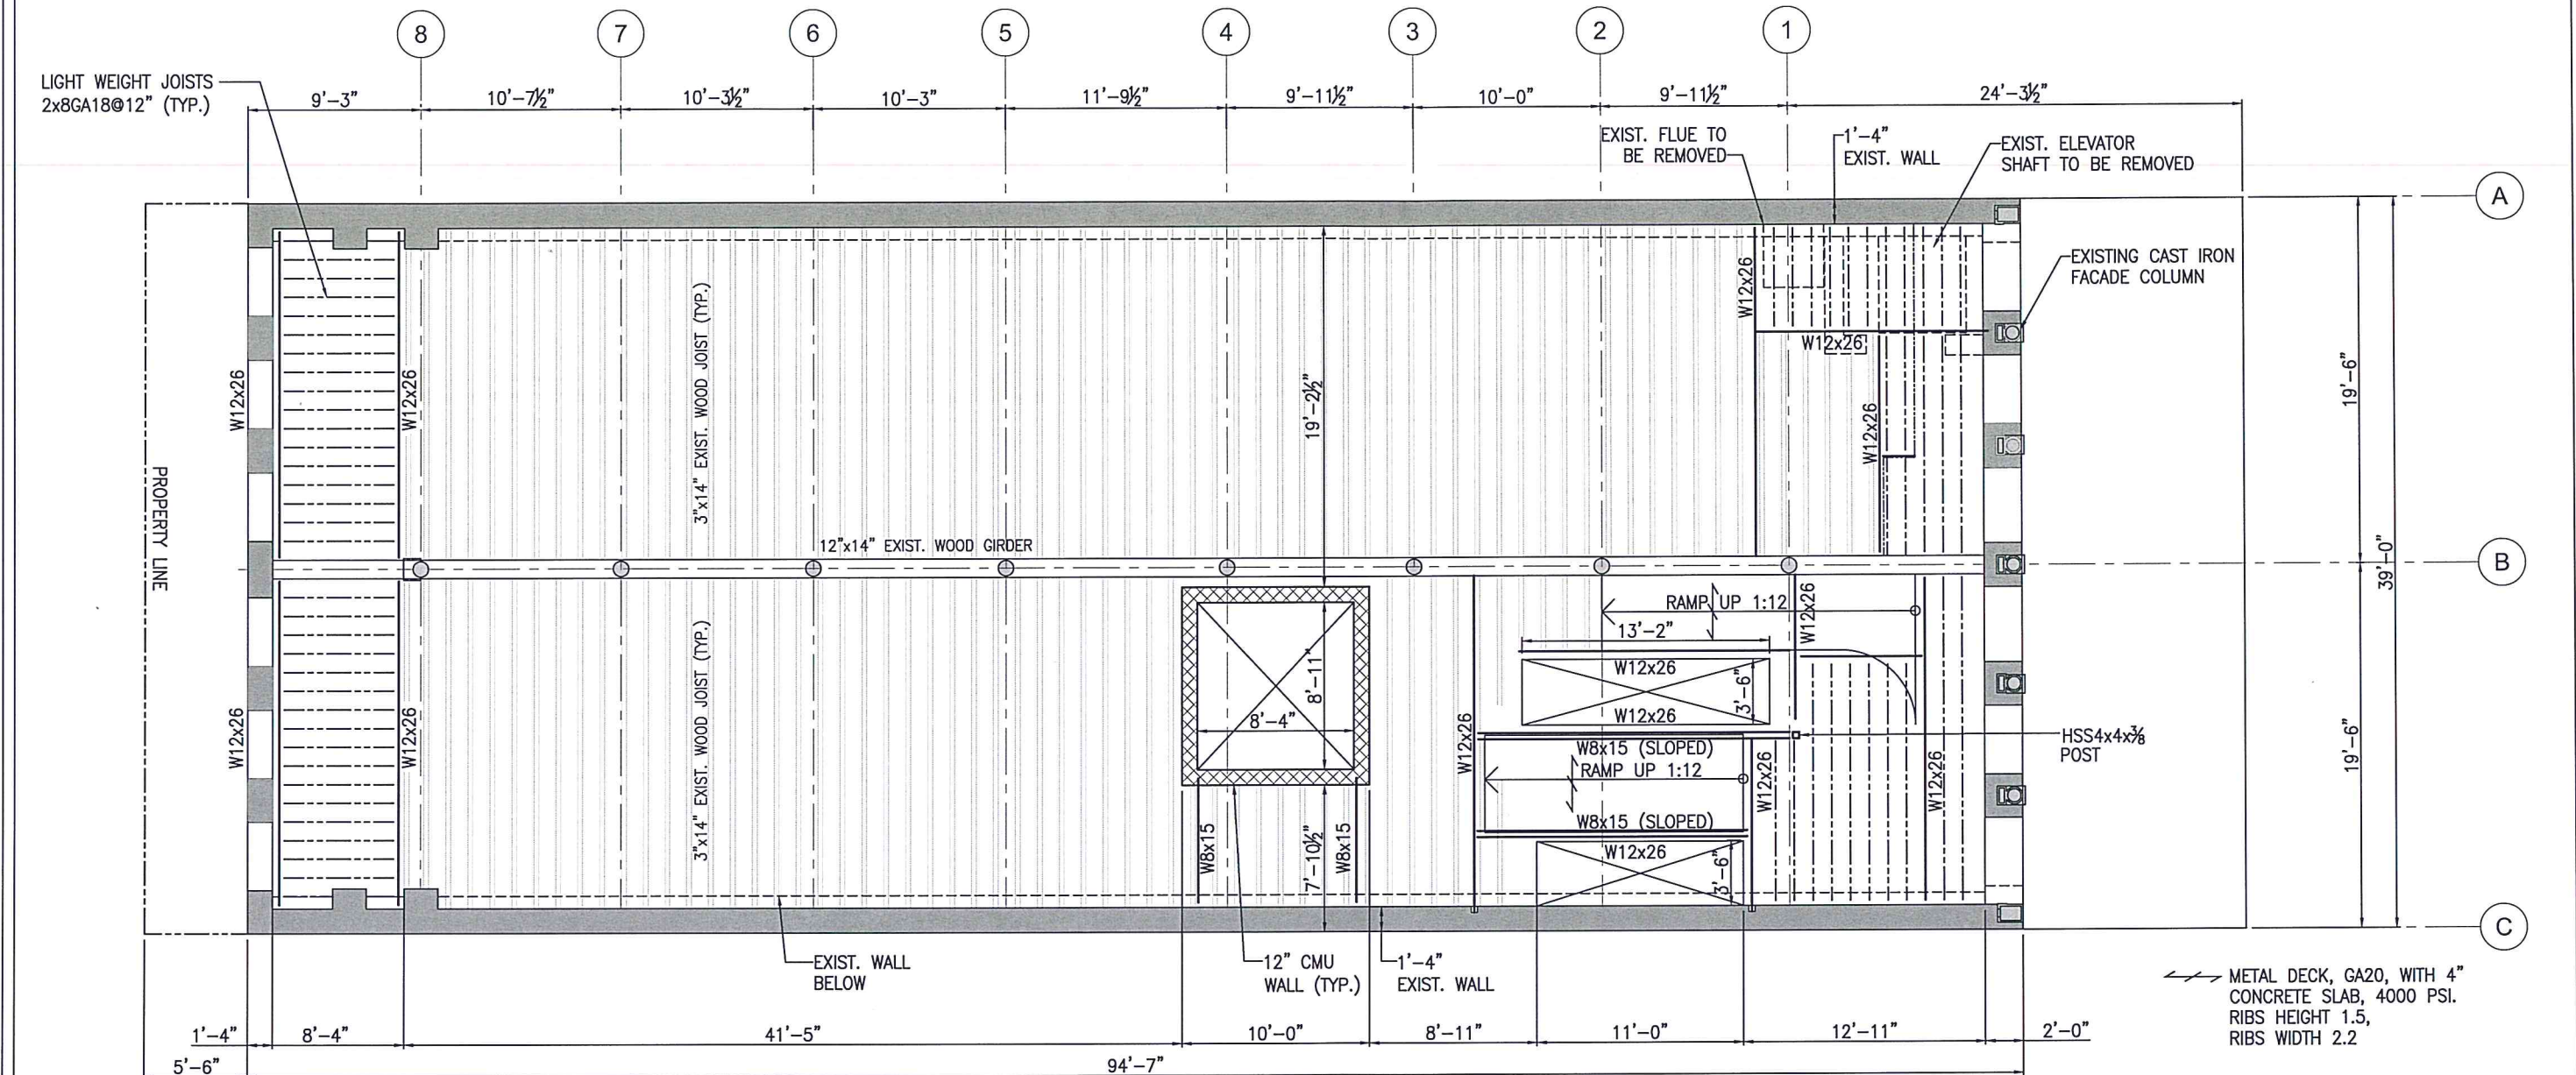 8
7
6
5
4
3
2
1
LIGHT WEIGHT JOISTS
2x8GA18@12" (TYP.)
9'-3"
10'-7½"
10'-3½"
10'-3"
11'-9½"
9'-11½"
10'-0"
9'-11½"
24'-3½"
EXIST. FLUE TO
BE REMOVED
1'-4"
EXIST. WALL
EXIST. ELEVATOR
SHAFT TO BE REMOVED
A
EXISTING CAST IRON
FACADE COLUMN
W12x26
W12x26
W12x26
W12x26
W12x26
3"x14" EXIST. WOOD JOIST (TYP.)
19'-2½"
19'-6"
39'-0"
PROPERTY LINE
12"x14" EXIST. WOOD GIRDER
B
RAMP UP 1:12
W12x26
13'-2"
W12x26
3'-6"
W12x26
8'-11"
8'-4"
W12x26
W12x26
3"x14" EXIST. WOOD JOIST (TYP.)
W12x26
W8x15 (SLOPED)
RAMP UP 1:12
W12x26
W12x26
HSS4x4x⅜
POST
19'-6"
W8x15 (SLOPED)
W8x15
7'-10½"
W8x15
W12x26
3'-6"
C
EXIST. WALL
BELOW
12" CMU
WALL (TYP.)
1'-4"
EXIST. WALL
METAL DECK, GA20, WITH 4"
CONCRETE SLAB, 4000 PSI.
RIBS HEIGHT 1.5,
RIBS WIDTH 2.2
1'-4"
8'-4"
41'-5"
10'-0"
8'-11"
11'-0"
12'-11"
2'-0"
5'-6"
94'-7"